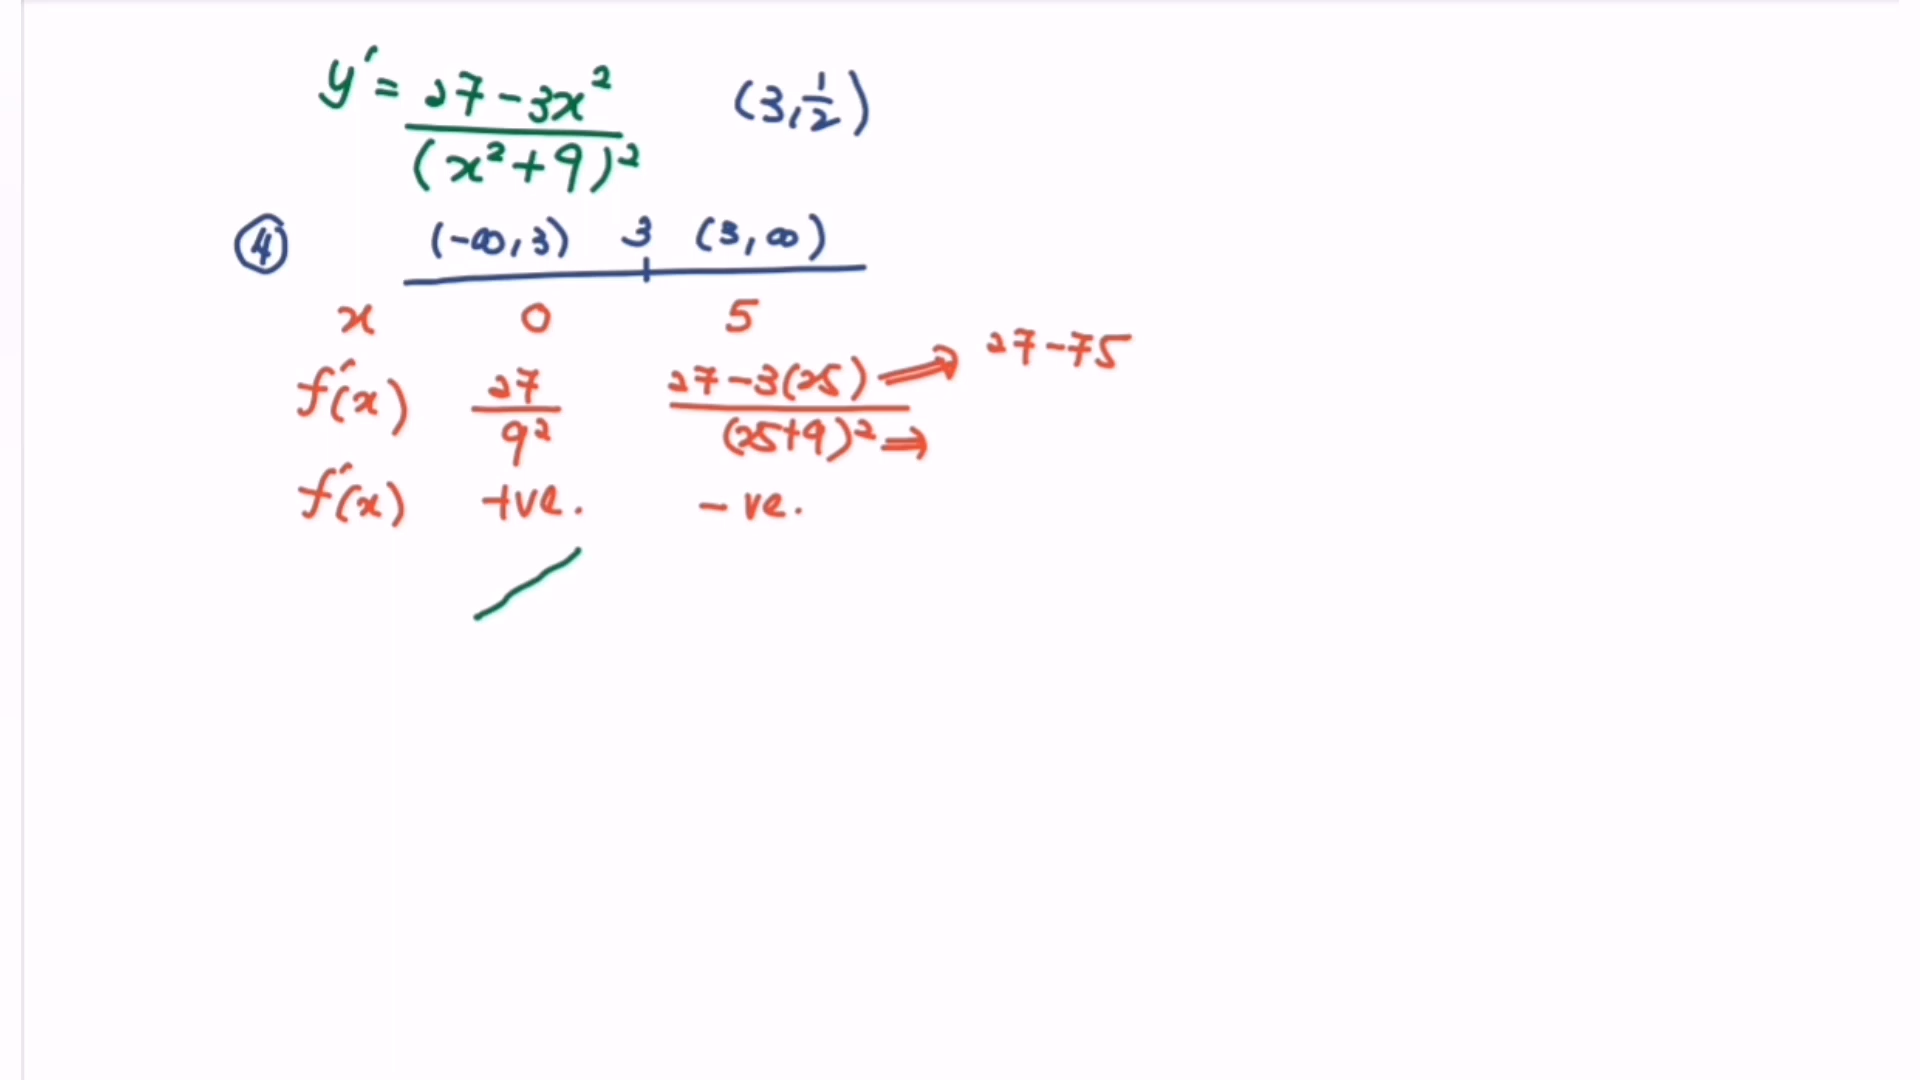 y' = 27 - 3x² / (x² + 9)² (3, 1/2)
④ (-∞, 3) 3 (3, ∞)
x 0 5
f'(x) 27 / 9² 27 - 3(25) / (25+9)² ⇒ ⇒ 27 - 75
f'(x) +ve. - ve.